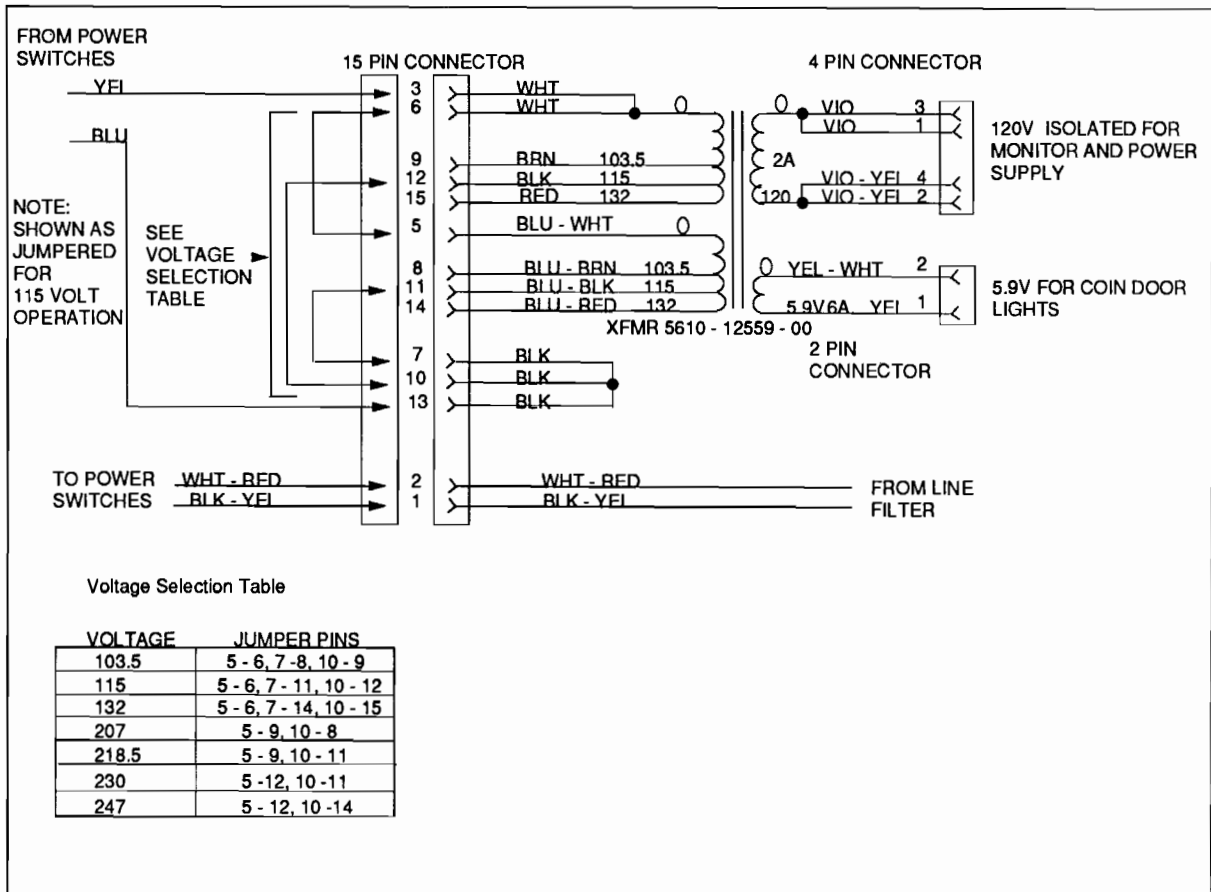 FROM POWER
SWITCHES
15 PIN CONNECTOR
4 PIN CONNECTOR
YEL
3
WHT
6
WHT
0
0
VIO
3
VIO
1
120V ISOLATED FOR
MONITOR AND POWER
SUPPLY
BLU
9
BRN
103.5
2A
12
BLK
115
VIO - YEL
4
15
RED
132
120
VIO - YEL
2
NOTE:
SHOWN AS
JUMPERED
FOR
115 VOLT
OPERATION
SEE
VOLTAGE
SELECTION
TABLE
5
BLU - WHT
0
8
BLU - BRN
103.5
0
YEL - WHT
2
11
BLU - BLK
115
14
BLU - RED
132
5.9V6A
YEL
1
5.9V FOR COIN DOOR
LIGHTS
XFMR 5610 - 12559 - 00
2 PIN
CONNECTOR
7
BLK
10
BLK
13
BLK
TO POWER
SWITCHES
WHT - RED
2
WHT - RED
BLK - YEL
1
BLK - YEL
FROM LINE
FILTER
Voltage Selection Table
VOLTAGE JUMPER PINS
103.5 5 - 6, 7 -8, 10 - 9
115 5 - 6, 7 - 11, 10 - 12
132 5 - 6, 7 - 14, 10 - 15
207 5 - 9, 10 - 8
218.5 5 - 9, 10 - 11
230 5 -12, 10 -11
247 5 - 12, 10 -14